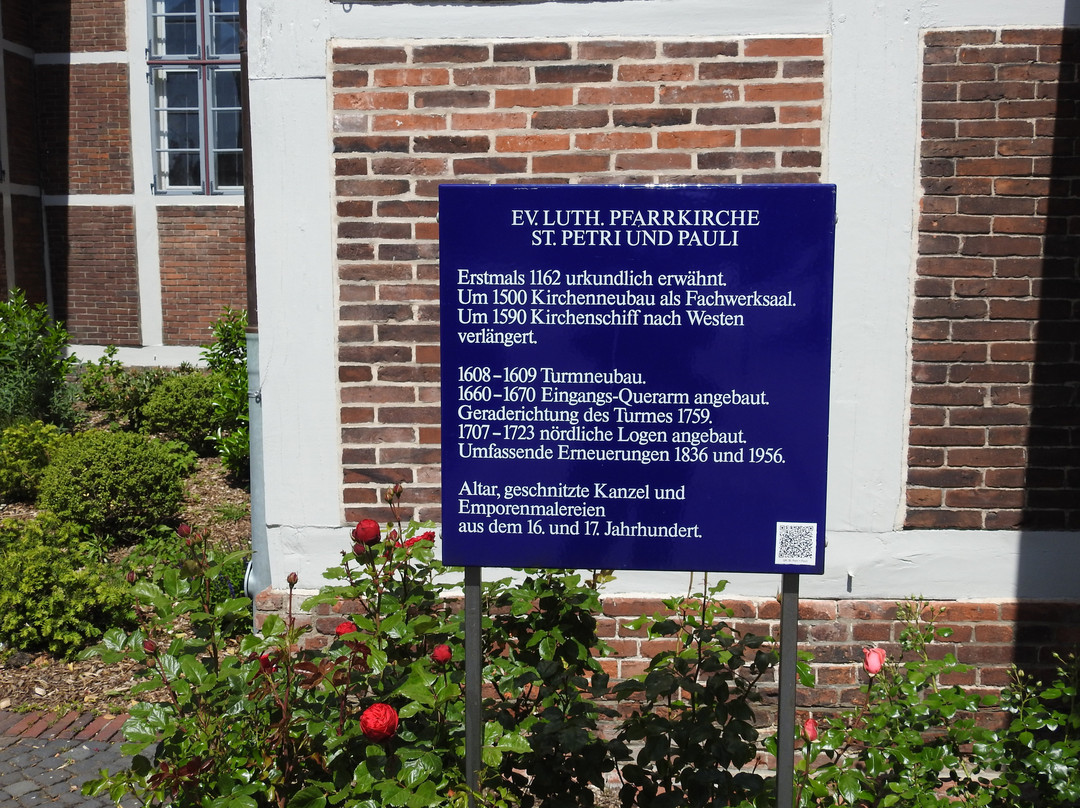 EV. LUTH. PFARRKIRCHE
ST. PETRI UND PAULI
Erstmals 1162 urkundlich erwähnt.
Um 1500 Kirchenneubau als Fachwerksaal.
Um 1590 Kirchenschiff nach Westen
verlängert.
1608–1609 Turmneubau.
1660–1670 Eingangs-Querarm angebaut.
Geraderichtung des Turmes 1759.
1707–1723 nördliche Logen angebaut.
Umfassende Erneuerungen 1836 und 1956.
Altar, geschnitzte Kanzel und
Emporenmalereien
aus dem 16. und 17. Jahrhundert.